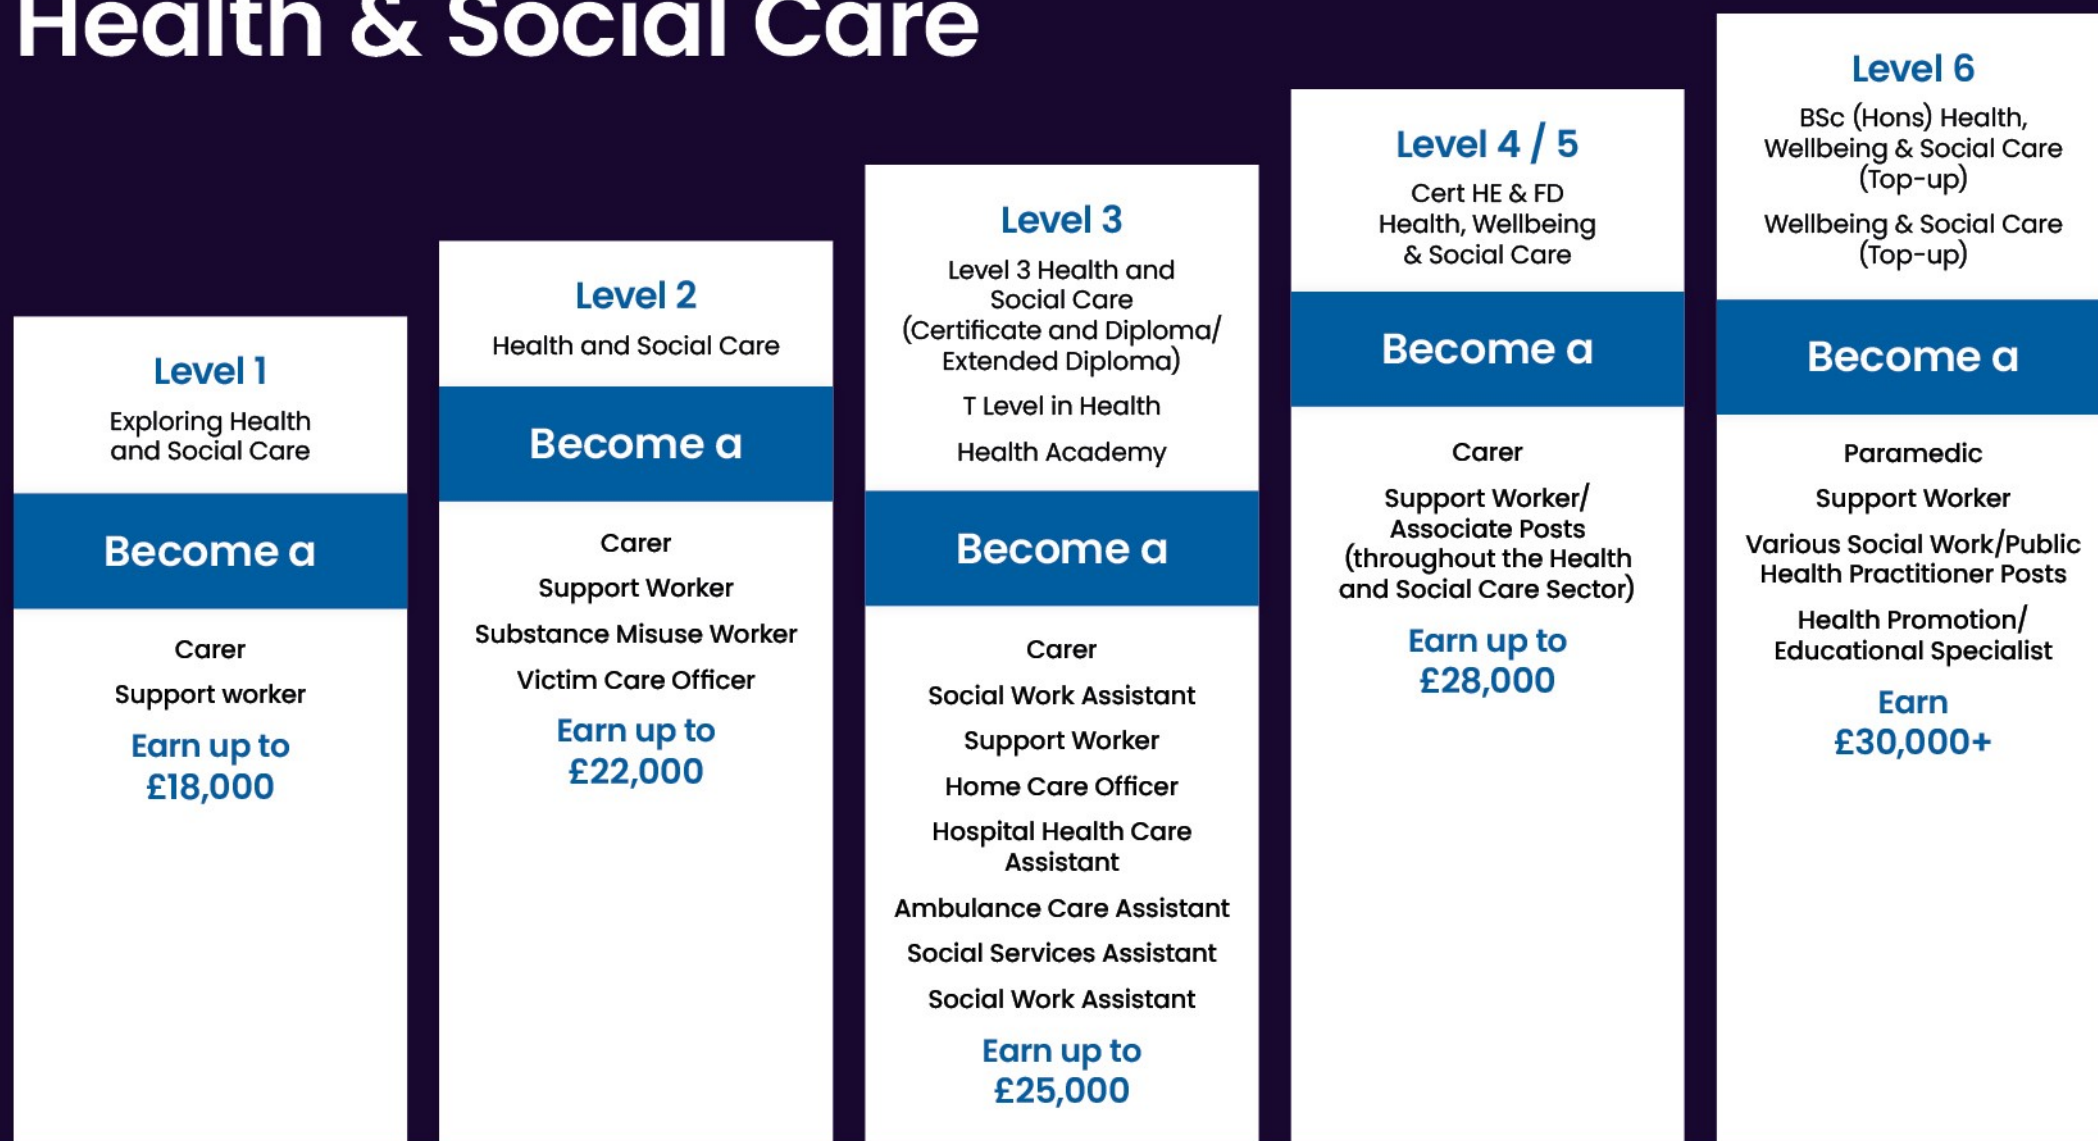 Health & Social Care
Level 1
Exploring Health
and Social Care
Become a
Carer
Support worker
Earn up to
£18,000
Level 2
Health and Social Care
Become a
Carer
Support Worker
Substance Misuse Worker
Victim Care Officer
Earn up to
£22,000
Level 3
Level 3 Health and
Social Care
(Certificate and Diploma/
Extended Diploma)
T Level in Health
Health Academy
Become a
Carer
Social Work Assistant
Support Worker
Home Care Officer
Hospital Health Care
Assistant
Ambulance Care Assistant
Social Services Assistant
Social Work Assistant
Earn up to
£25,000
Level 4 / 5
Cert HE & FD
Health, Wellbeing
& Social Care
Become a
Carer
Support Worker/
Associate Posts
(throughout the Health
and Social Care Sector)
Earn up to
£28,000
Level 6
BSc (Hons) Health,
Wellbeing & Social Care
(Top-up)
Wellbeing & Social Care
(Top-up)
Become a
Paramedic
Support Worker
Various Social Work/Public
Health Practitioner Posts
Health Promotion/
Educational Specialist
Earn
£30,000+